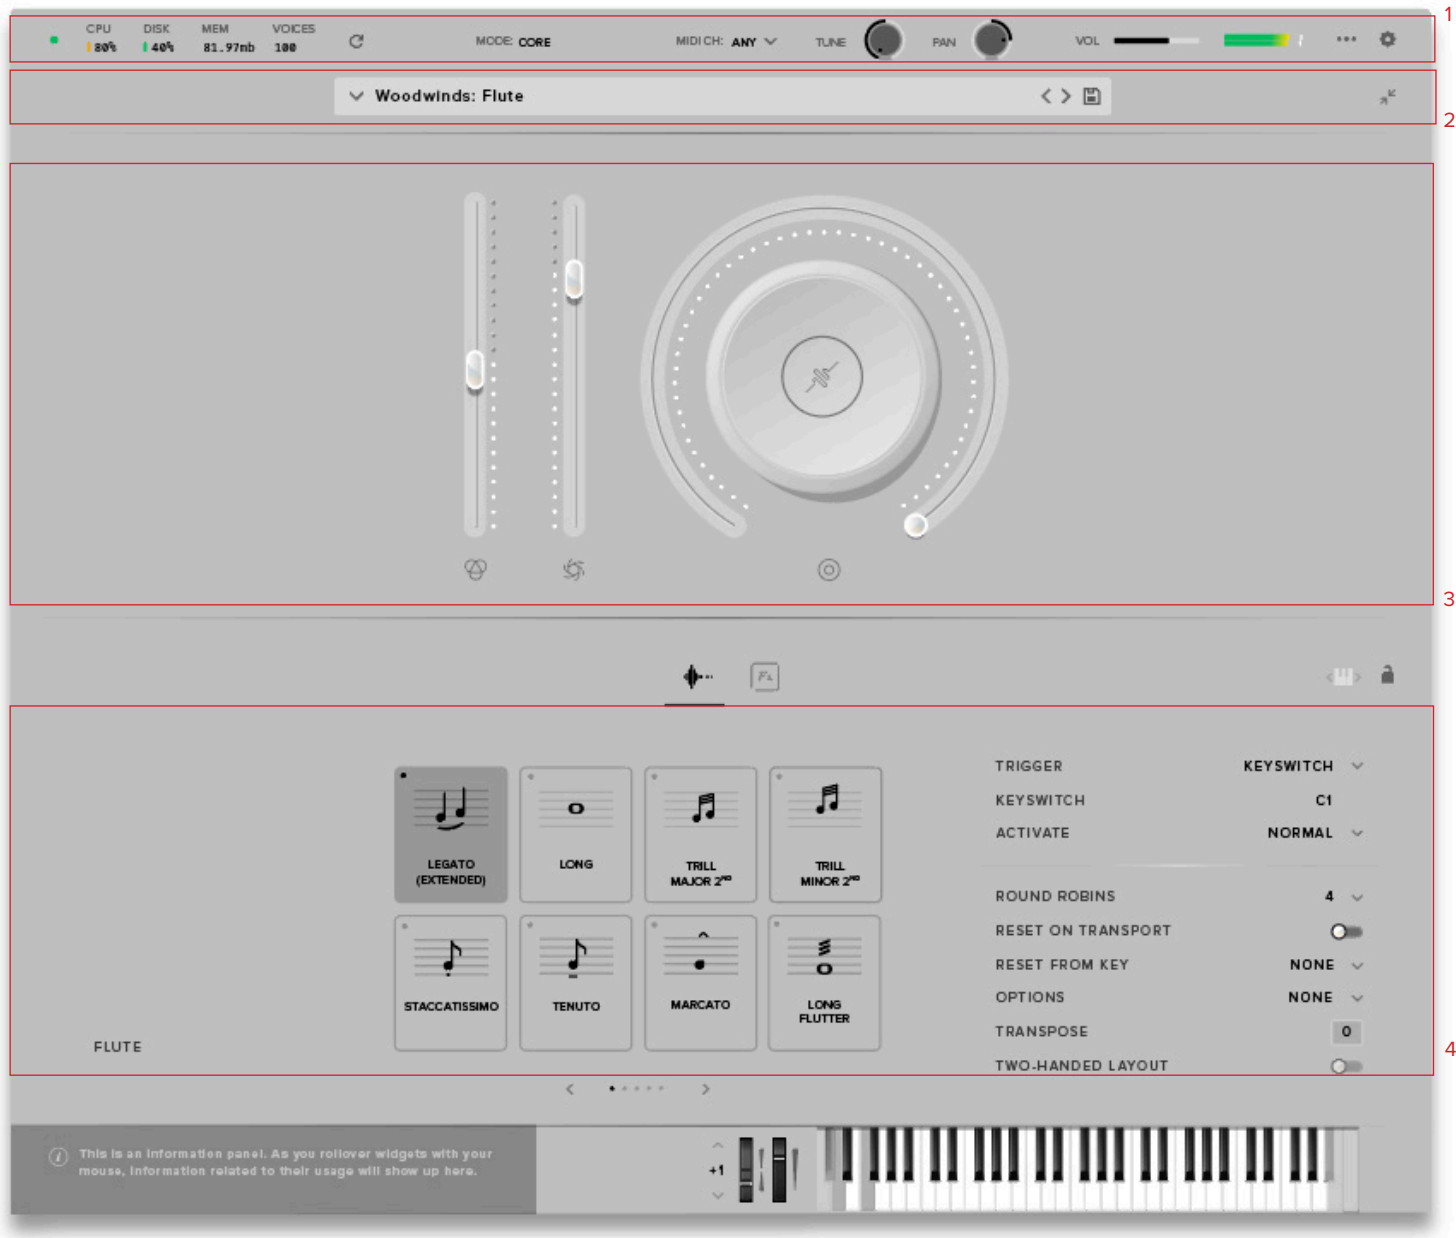 1
CPU DISK MEM VOICES
80% 40% 81.97mb 100
MODE: CORE
MIDI CH: ANY
TUNE
PAN
VOL
Woodwinds: Flute
2
3
TRIGGER KEYSWITCH
KEYSWITCH C1
ACTIVATE NORMAL
LEGATO
(EXTENDED)
LONG
TRILL
MAJOR 2ND
TRILL
MINOR 2ND
ROUND ROBINS 4
RESET ON TRANSPORT
RESET FROM KEY NONE
OPTIONS NONE
TRANSPOSE 0
TWO-HANDED LAYOUT
STACCATISSIMO
TENUTO
MARCATO
LONG
FLUTTER
FLUTE
4
This is an information panel. As you rollover widgets with your
mouse, information related to their usage will show up here.
+1